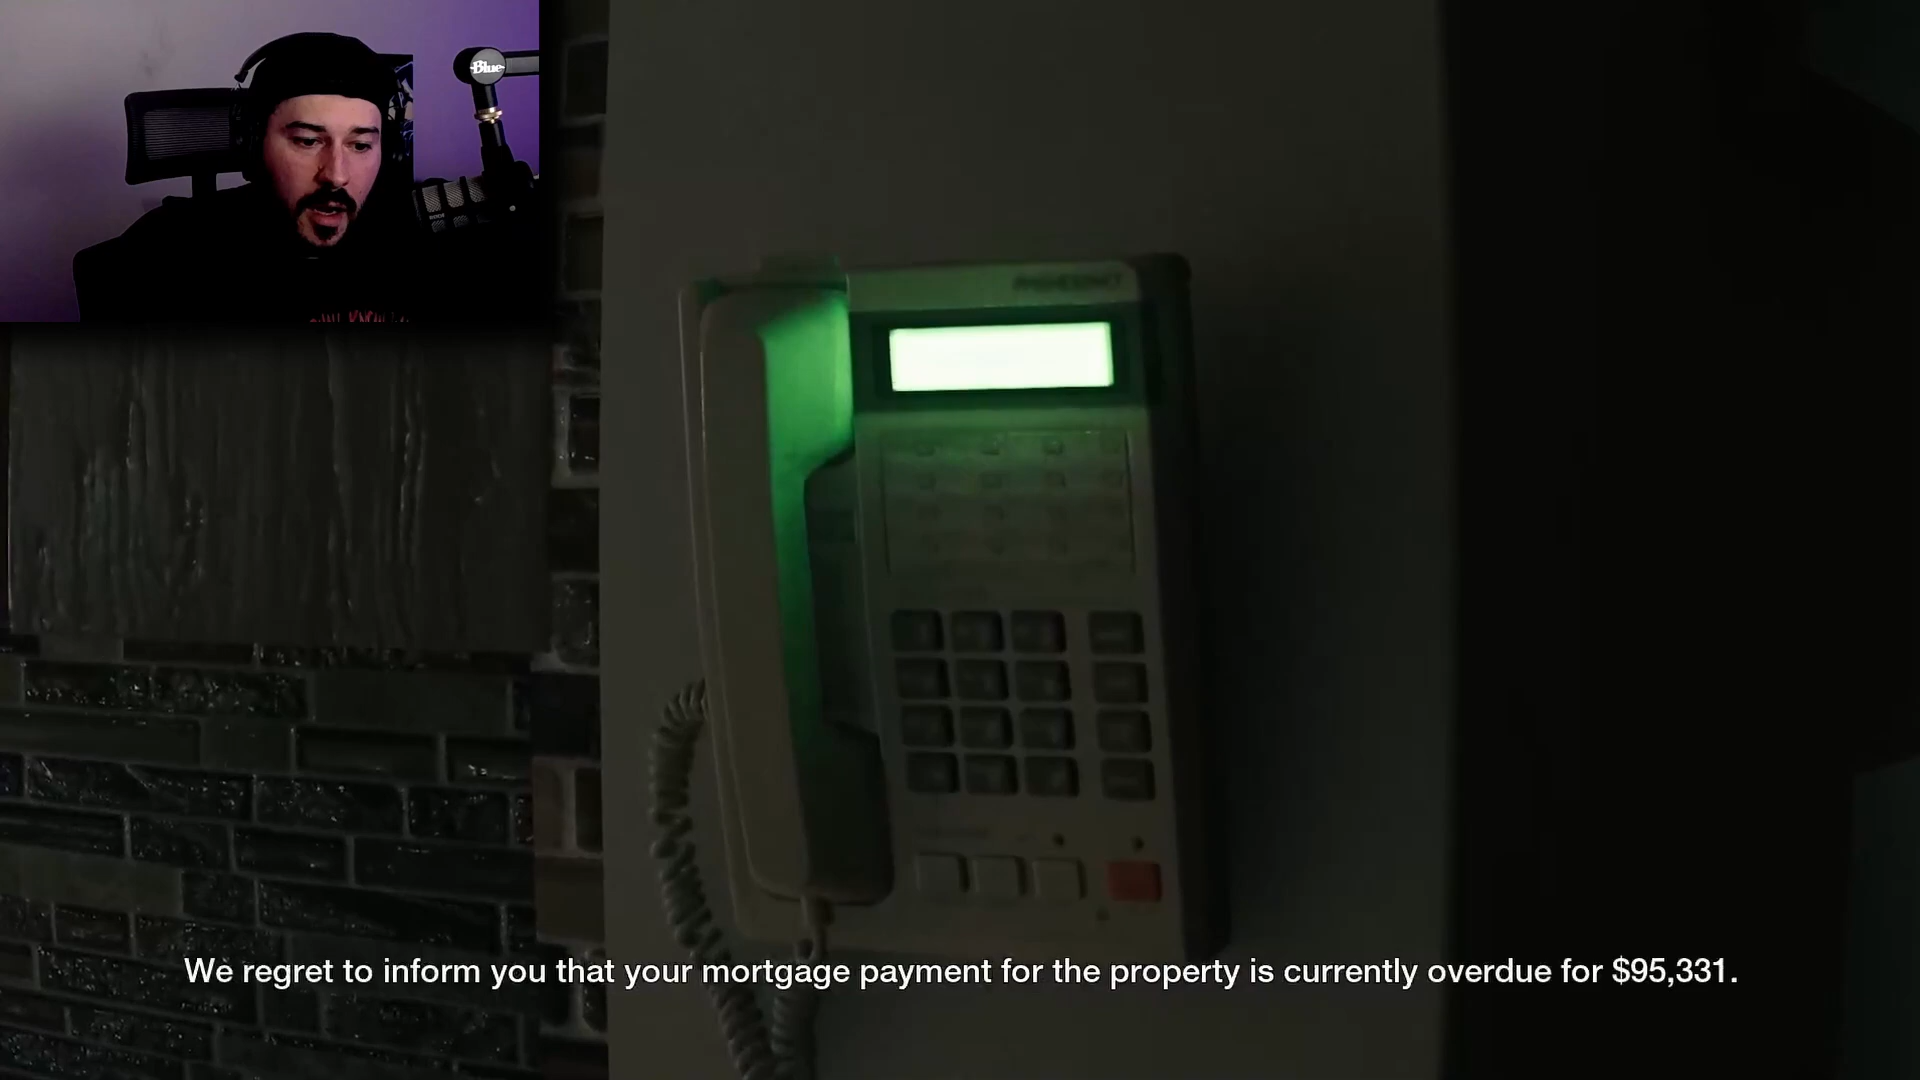 Blue
RODE
We regret to inform you that your mortgage payment for the property is currently overdue for $95,331.